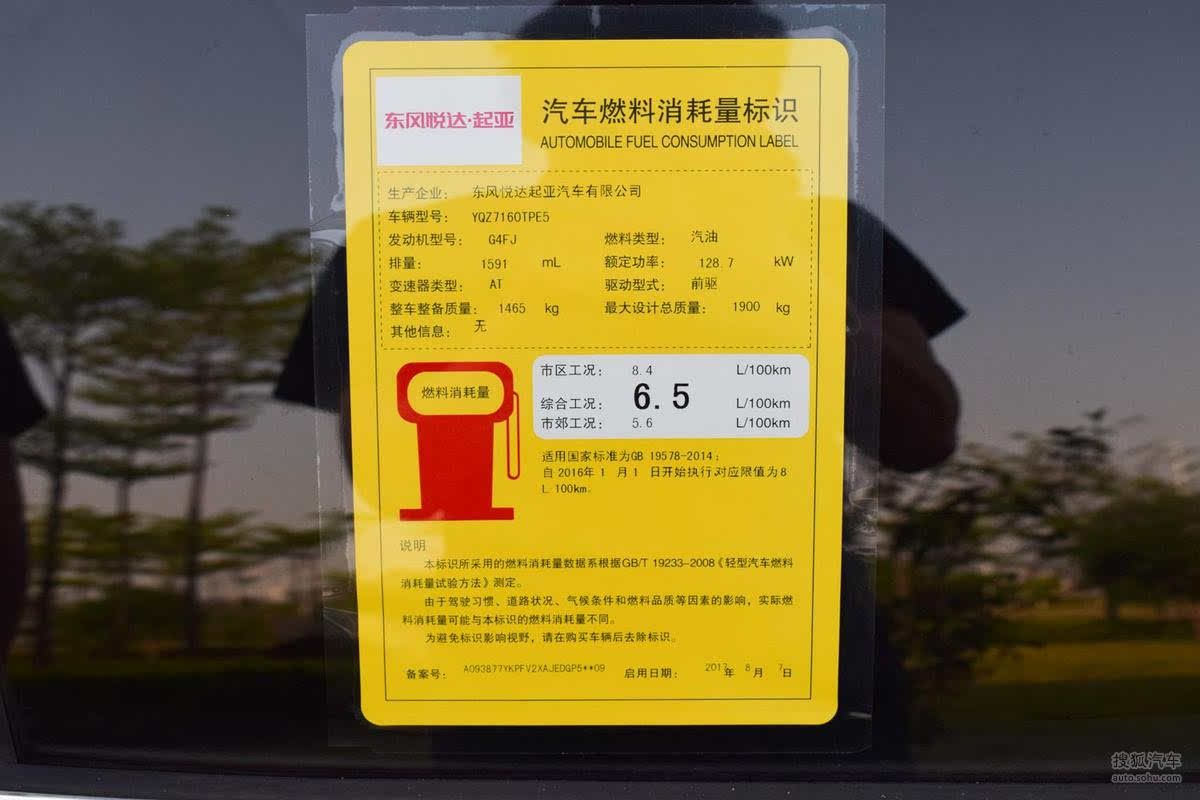 东风悦达·起亚
汽车燃料消耗量标识
AUTOMOBILE FUEL CONSUMPTION LABEL
生产企业： 东风悦达起亚汽车有限公司
车辆型号： YQZ7160TPE5
发动机型号： G4FJ 燃料类型： 汽油
排量： 1591 mL 额定功率： 128.7 kW
变速器类型： AT 驱动型式： 前驱
整车整备质量： 1465 kg 最大设计总质量： 1900 kg
其他信息： 无
燃料消耗量
市区工况： 8.4 L/100km
综合工况： 6.5 L/100km
市郊工况： 5.6 L/100km
适用国家标准为GB 19578-2014；
自 2016年 1 月 1 日开始执行,对应限值为8
L 100km。
说明
本标识所采用的燃料消耗量数据系根据GB/T 19233-2008《轻型汽车燃料
消耗量试验方法》测定。
由于驾驶习惯、道路状况、气候条件和燃料品质等因素的影响，实际燃
料消耗量可能与本标识的燃料消耗量不同。
为避免标识影响视野，请在购买车辆后去除标识。
备案号： A093877YKPFV2XAJEDGP5**09 启用日期： 2017年 8月 7日
搜狐汽车
auto.sohu.com